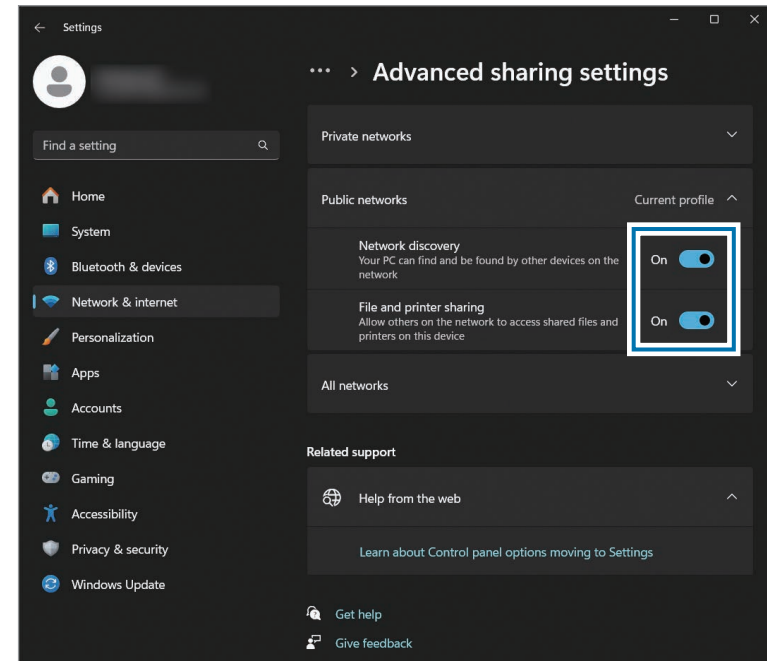 Settings
Find a setting
Home
System
Bluetooth & devices
Network & internet
Personalization
Apps
Accounts
Time & language
Gaming
Accessibility
Privacy & security
Windows Update
··· > Advanced sharing settings
Private networks
Public networks Current profile
Network discovery
Your PC can find and be found by other devices on the
network
On
File and printer sharing
Allow others on the network to access shared files and
printers on this device
On
All networks
Related support
Help from the web
Learn about Control panel options moving to Settings
Get help
Give feedback